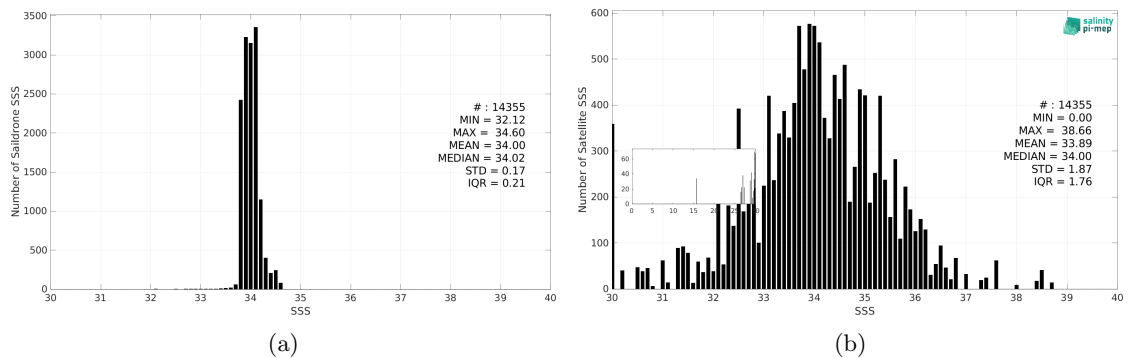 3500
3000
2500
2000
1500
1000
500
0
Number of Saildrone SSS
# : 14355
MIN = 32.12
MAX = 34.60
MEAN = 34.00
MEDIAN = 34.02
STD = 0.17
IQR = 0.21
30 31 32 33 34 35 36 37 38 39 40
SSS
(a)
salinity
pi-mep
600
500
400
300
200
100
0
Number of Satellite SSS
# : 14355
MIN = 0.00
MAX = 38.66
MEAN = 33.89
MEDIAN = 34.00
STD = 1.87
IQR = 1.76
60
40
20
0
0 5 10 15 20 25 30
30 31 32 33 34 35 36 37 38 39 40
SSS
(b)